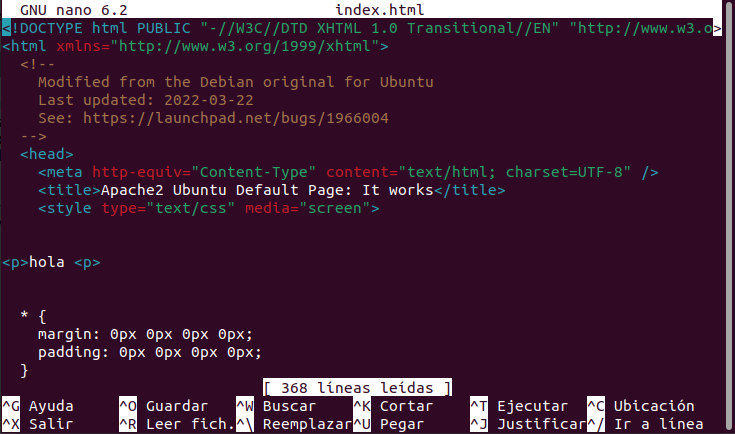 GNU nano 6.2 index.html
<!DOCTYPE html PUBLIC "-//W3C//DTD XHTML 1.0 Transitional//EN" "http://www.w3.o>
<html xmlns="http://www.w3.org/1999/xhtml">
  <!--
    Modified from the Debian original for Ubuntu
    Last updated: 2022-03-22
    See: https://launchpad.net/bugs/1966004
  -->
  <head>
    <meta http-equiv="Content-Type" content="text/html; charset=UTF-8" />
    <title>Apache2 Ubuntu Default Page: It works</title>
    <style type="text/css" media="screen">
<p>hola <p>
  * {
    margin: 0px 0px 0px 0px;
    padding: 0px 0px 0px 0px;
  }
[ 368 líneas leídas ]
^G Ayuda ^O Guardar ^W Buscar ^K Cortar ^T Ejecutar ^C Ubicación
^X Salir ^R Leer fich. ^\ Reemplazar ^U Pegar ^J Justificar ^/ Ir a línea